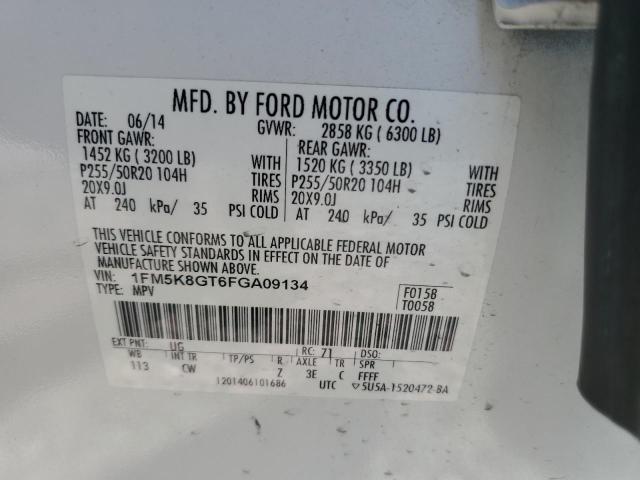 MFD. BY FORD MOTOR CO.
DATE: 06/14 GVWR: 2858 KG ( 6300 LB)
FRONT GAWR: REAR GAWR:
1452 KG ( 3200 LB) WITH 1520 KG ( 3350 LB) WITH
P255/50R20 104H TIRES P255/50R20 104H TIRES
20X9.0J RIMS 20X9.0J RIMS
AT 240 kPa/ 35 PSI COLD AT 240 kPa/ 35 PSI COLD
THIS VEHICLE CONFORMS TO ALL APPLICABLE FEDERAL MOTOR
VEHICLE SAFETY STANDARDS IN EFFECT ON THE DATE OF
MANUFACTURE SHOWN ABOVE.
VIN: 1FM5K8GT6FGA09134 F0158
TYPE: MPV T0058
EXT PNT: UG RC: 71 DSO:
WB INT TR TP/PS R AXLE TR SPR
113 CW Z 3E C FFFF
1201406101686 UTC ▽5U5A-1520472-BA